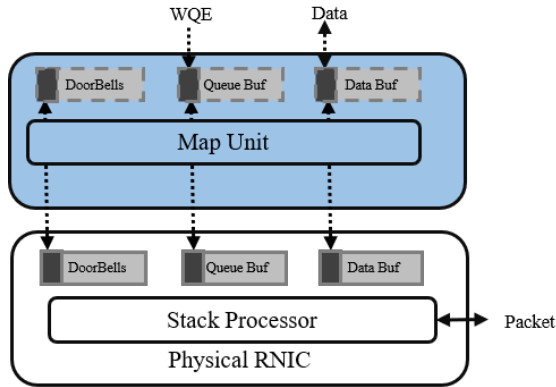 WQE Data
DoorBells Queue Buf Data Buf
Map Unit
DoorBells Queue Buf Data Buf
Stack Processor
Packet
Physical RNIC